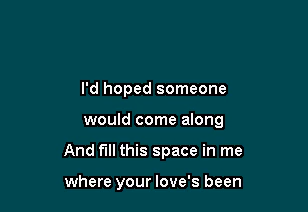 I'd hoped someone
would come along
And fill this space in me
where your love's been